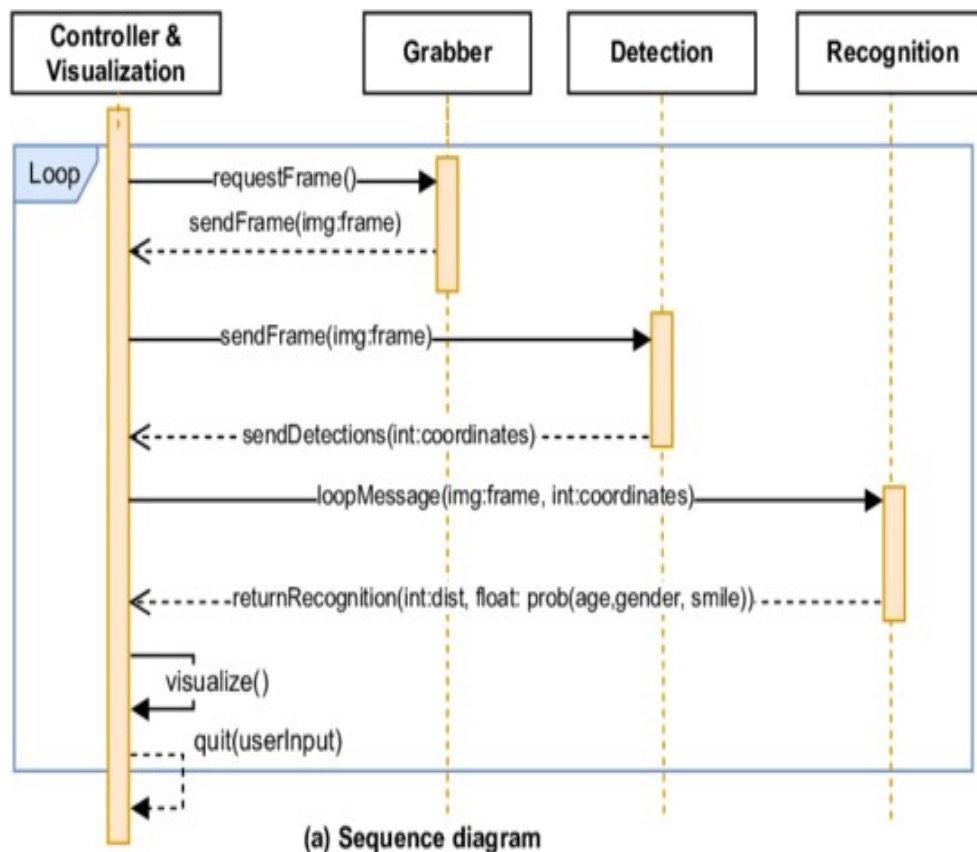 Controller &
Visualization
Grabber
Detection
Recognition
Loop
requestFrame()
sendFrame(img:frame)
sendFrame(img:frame)
sendDetections(int:coordinates)
loopMessage(img:frame, int:coordinates)
returnRecognition(int:dist, float: prob(age,gender, smile))
visualize()
quit(userInput)
(a) Sequence diagram